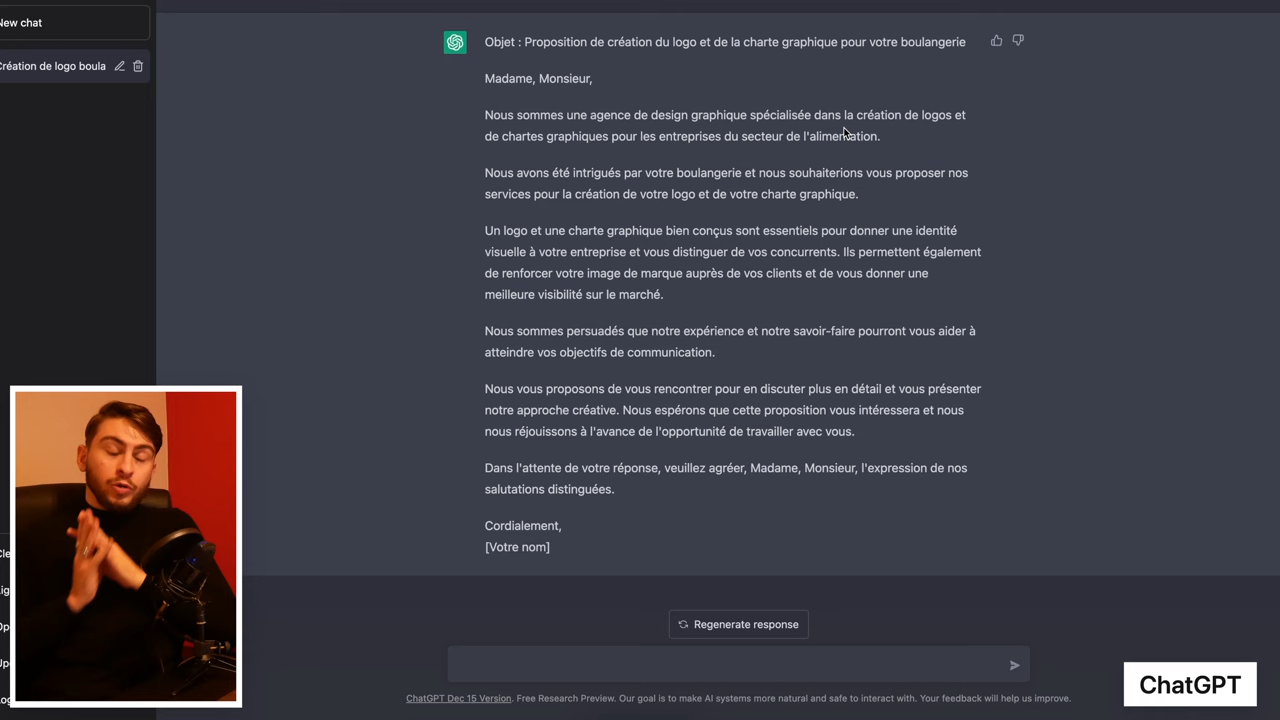 New chat
Création de logo boula
Objet : Proposition de création du logo et de la charte graphique pour votre boulangerie
Madame, Monsieur,
Nous sommes une agence de design graphique spécialisée dans la création de logos et
de chartes graphiques pour les entreprises du secteur de l'alimentation.
Nous avons été intrigués par votre boulangerie et nous souhaiterions vous proposer nos
services pour la création de votre logo et de votre charte graphique.
Un logo et une charte graphique bien conçus sont essentiels pour donner une identité
visuelle à votre entreprise et vous distinguer de vos concurrents. Ils permettent également
de renforcer votre image de marque auprès de vos clients et de vous donner une
meilleure visibilité sur le marché.
Nous sommes persuadés que notre expérience et notre savoir-faire pourront vous aider à
atteindre vos objectifs de communication.
Nous vous proposons de vous rencontrer pour en discuter plus en détail et vous présenter
notre approche créative. Nous espérons que cette proposition vous intéressera et nous
nous réjouissons à l'avance de l'opportunité de travailler avec vous.
Dans l'attente de votre réponse, veuillez agréer, Madame, Monsieur, l'expression de nos
salutations distinguées.
Cordialement,
[Votre nom]
Regenerate response
ChatGPT Dec 15 Version. Free Research Preview. Our goal is to make AI systems more natural and safe to interact with. Your feedback will help us improve.
ChatGPT